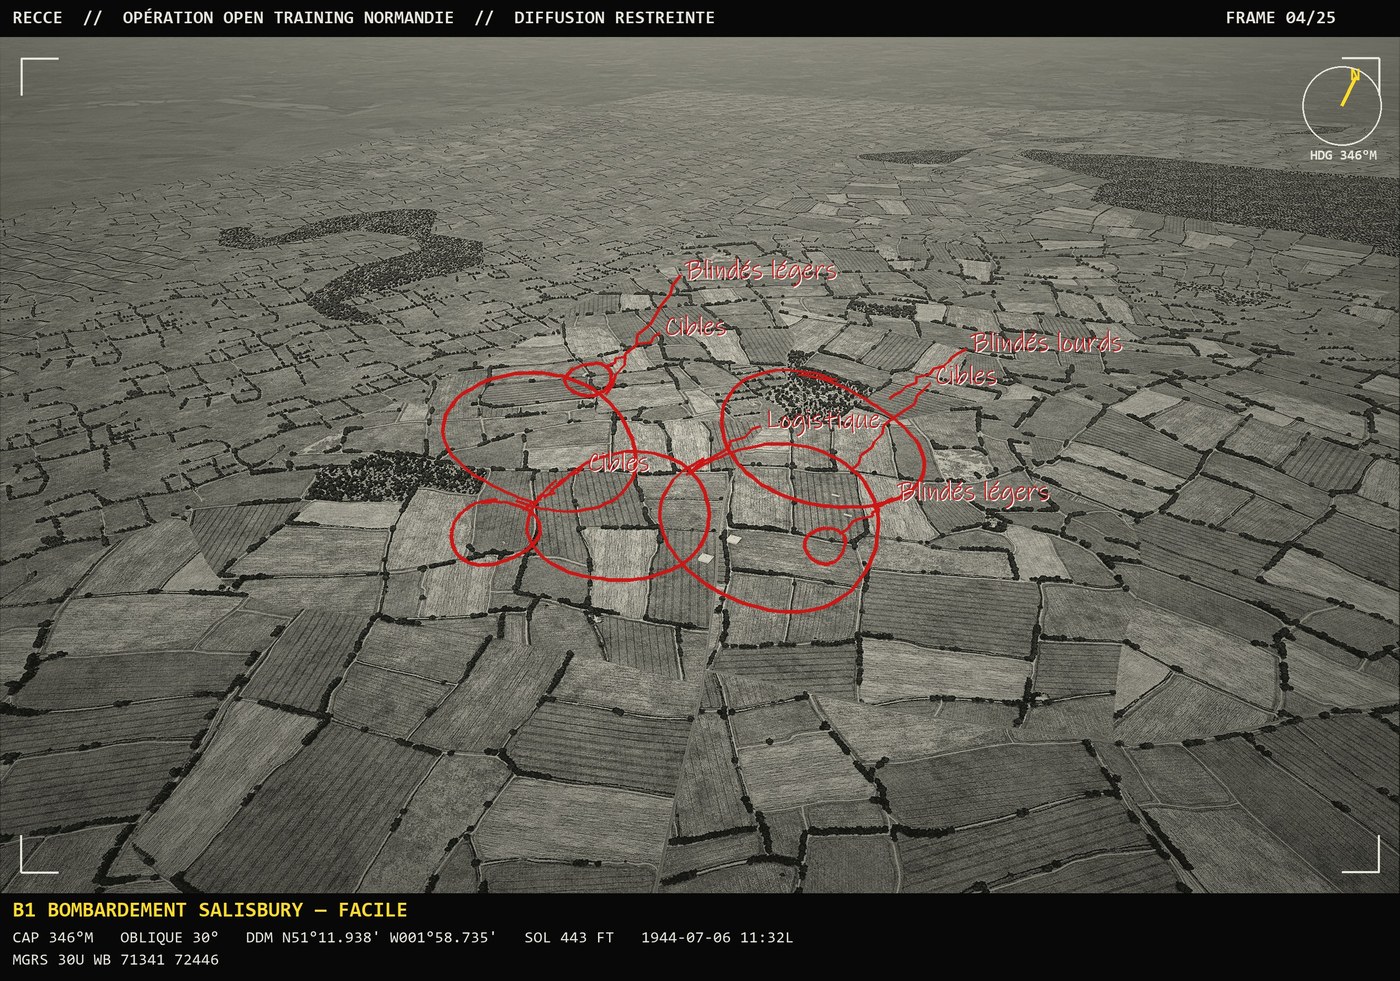 RECCE // OPÉRATION OPEN TRAINING NORMANDIE // DIFFUSION RESTREINTE FRAME 04/25
N
HDG 346°M
Blindés légers
Cibles
Blindés lourds
Cibles
Logistique
Cibles
Blindés légers
B1 BOMBARDEMENT SALISBURY — FACILE
CAP 346°M OBLIQUE 30° DDM N51°11.938' W001°58.735' SOL 443 FT 1944-07-06 11:32L
MGRS 30U WB 71341 72446